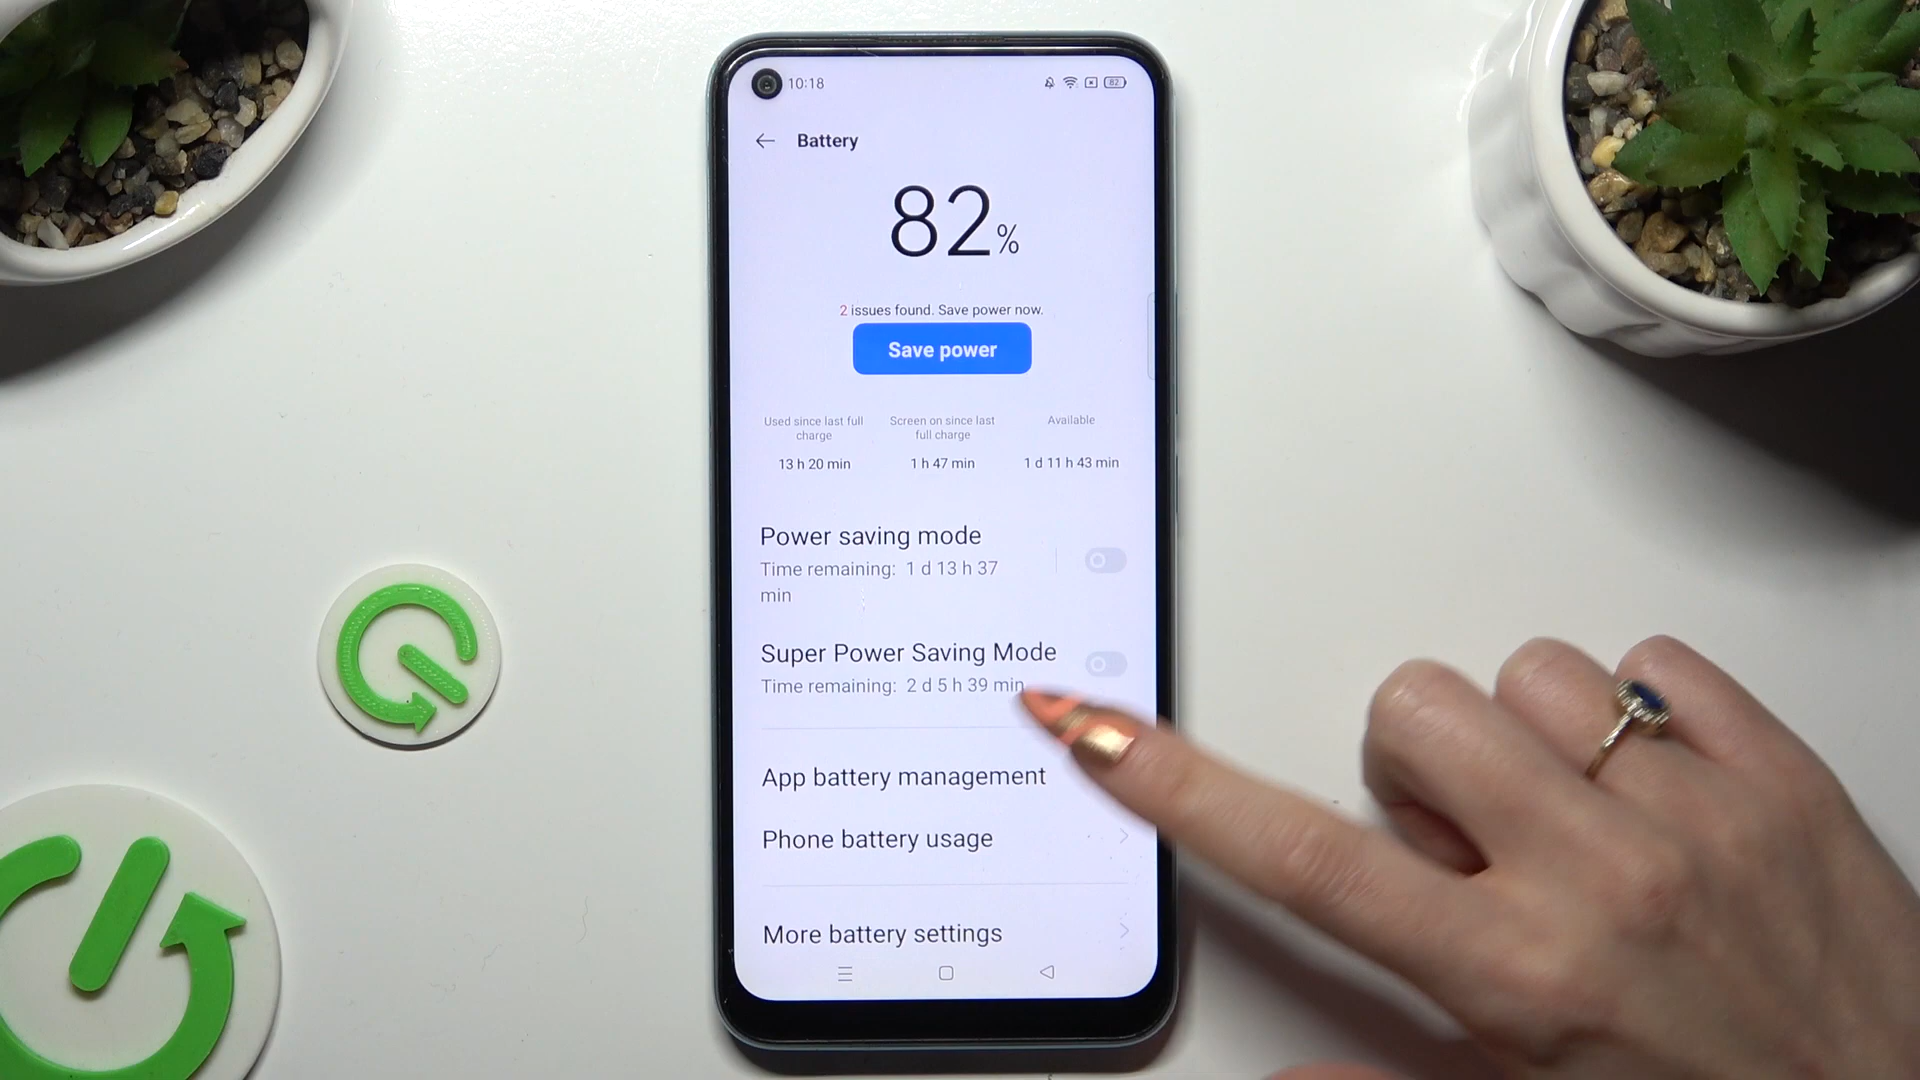 10:18
82
Battery
82%
2 issues found. Save power now.
Save power
Used since last full charge
13 h 20 min
Screen on since last full charge
1 h 47 min
Available
1 d 11 h 43 min
Power saving mode
Time remaining: 1 d 13 h 37
min
Super Power Saving Mode
Time remaining: 2 d 5 h 39 min
App battery management
Phone battery usage
More battery settings